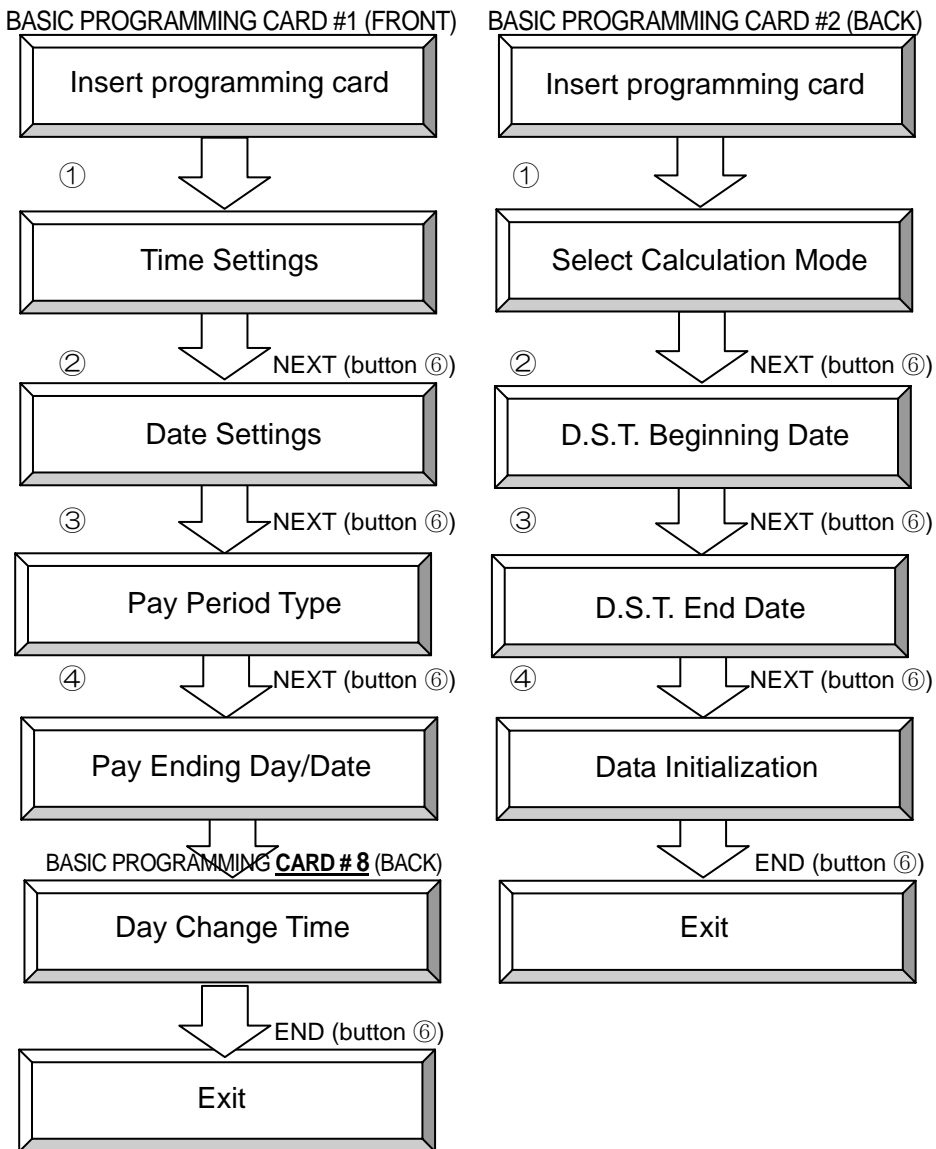 BASIC PROGRAMMING CARD #1 (FRONT)
Insert programming card
①
Time Settings
②
NEXT (button ⑥)
Date Settings
③
NEXT (button ⑥)
Pay Period Type
④
NEXT (button ⑥)
Pay Ending Day/Date
BASIC PROGRAMMING CARD # 8 (BACK)
Day Change Time
END (button ⑥)
Exit
BASIC PROGRAMMING CARD #2 (BACK)
Insert programming card
①
Select Calculation Mode
②
NEXT (button ⑥)
D.S.T. Beginning Date
③
NEXT (button ⑥)
D.S.T. End Date
④
NEXT (button ⑥)
Data Initialization
END (button ⑥)
Exit